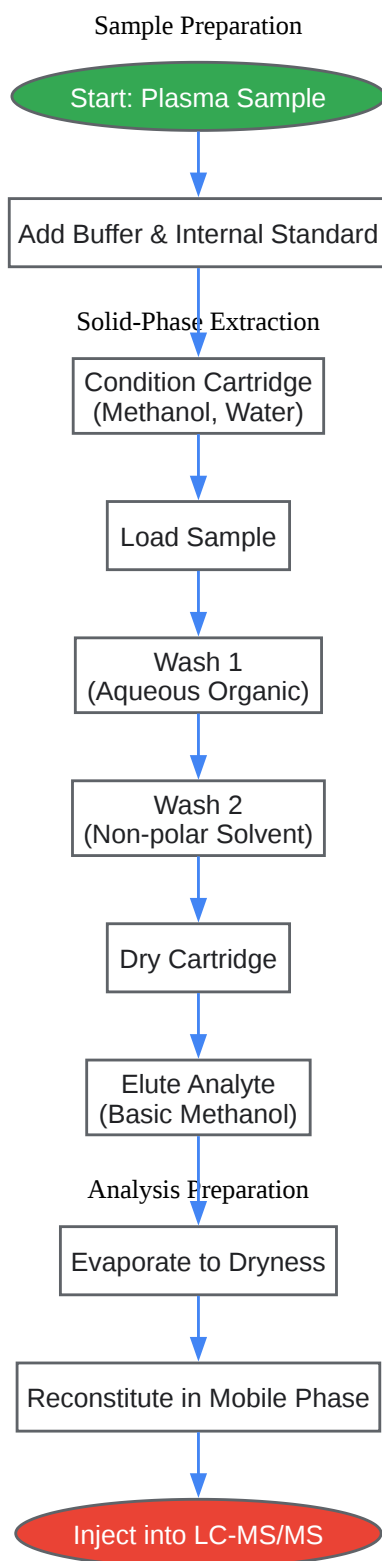 Sample Preparation
Start: Plasma Sample
Add Buffer & Internal Standard
Solid-Phase Extraction
Condition Cartridge
(Methanol, Water)
Load Sample
Wash 1
(Aqueous Organic)
Wash 2
(Non-polar Solvent)
Dry Cartridge
Elute Analyte
(Basic Methanol)
Analysis Preparation
Evaporate to Dryness
Reconstitute in Mobile Phase
Inject into LC-MS/MS